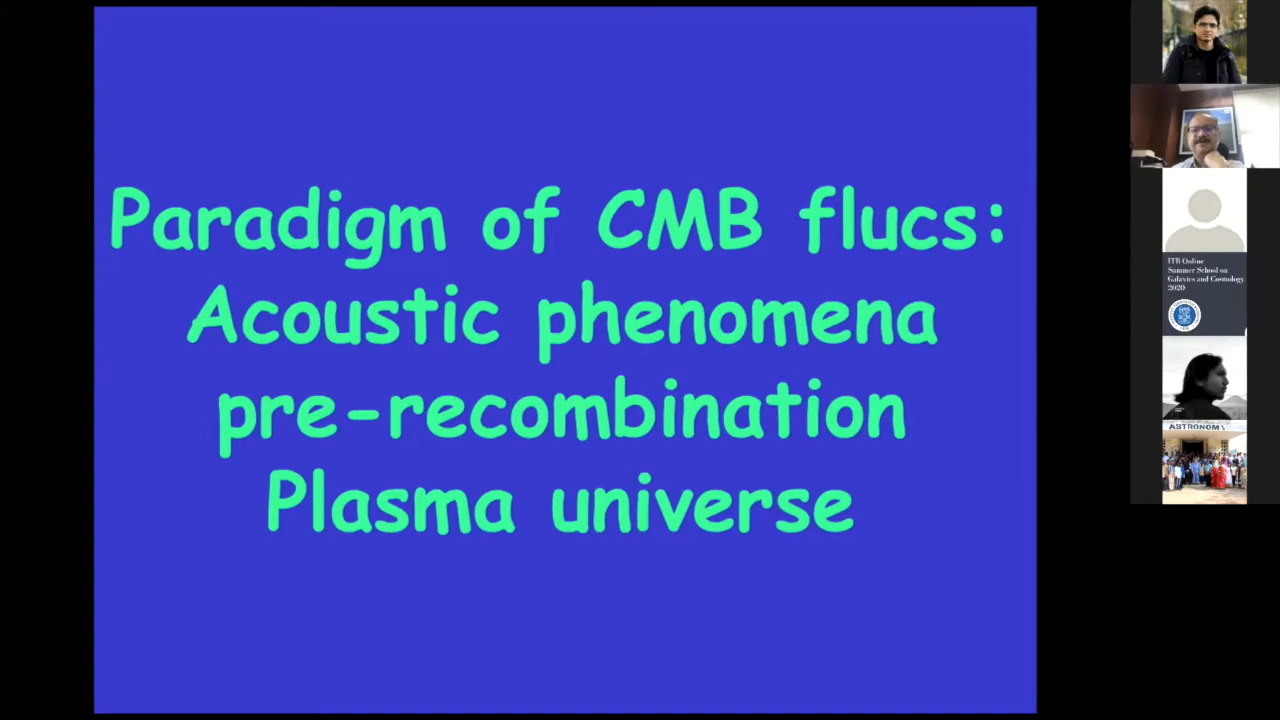 Paradigm of CMB flucs:
Acoustic phenomena
pre-recombination
Plasma universe
ITB Online
Summer School on
Galaxies and Cosmology
2020
ASTRONOM